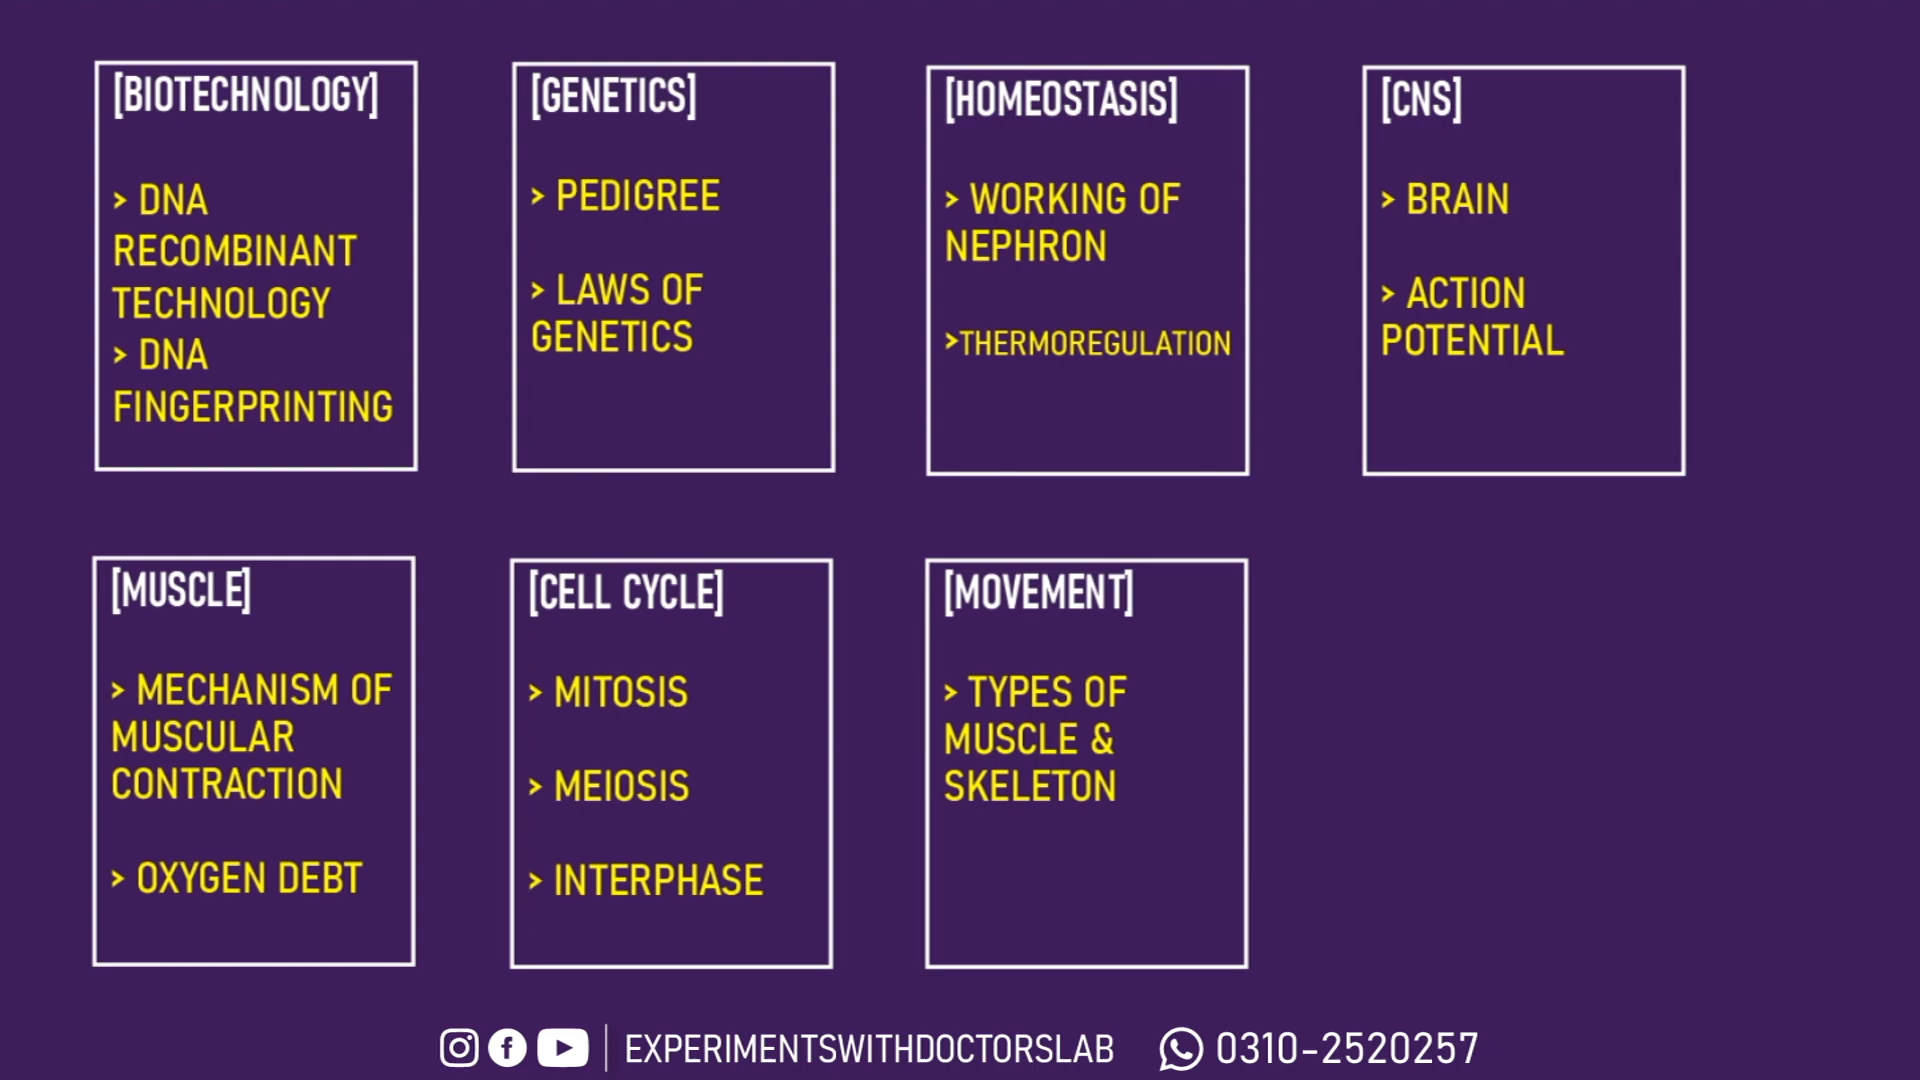 [BIOTECHNOLOGY]
> DNA
RECOMBINANT
TECHNOLOGY
> DNA
FINGERPRINTING
[GENETICS]
> PEDIGREE
> LAWS OF
GENETICS
[HOMEOSTASIS]
> WORKING OF
NEPHRON
>THERMOREGULATION
[CNS]
> BRAIN
> ACTION
POTENTIAL
[MUSCLE]
> MECHANISM OF
MUSCULAR
CONTRACTION
> OXYGEN DEBT
[CELL CYCLE]
> MITOSIS
> MEIOSIS
> INTERPHASE
[MOVEMENT]
> TYPES OF
MUSCLE &
SKELETON
EXPERIMENTSWITHDOCTORSLAB 0310-2520257